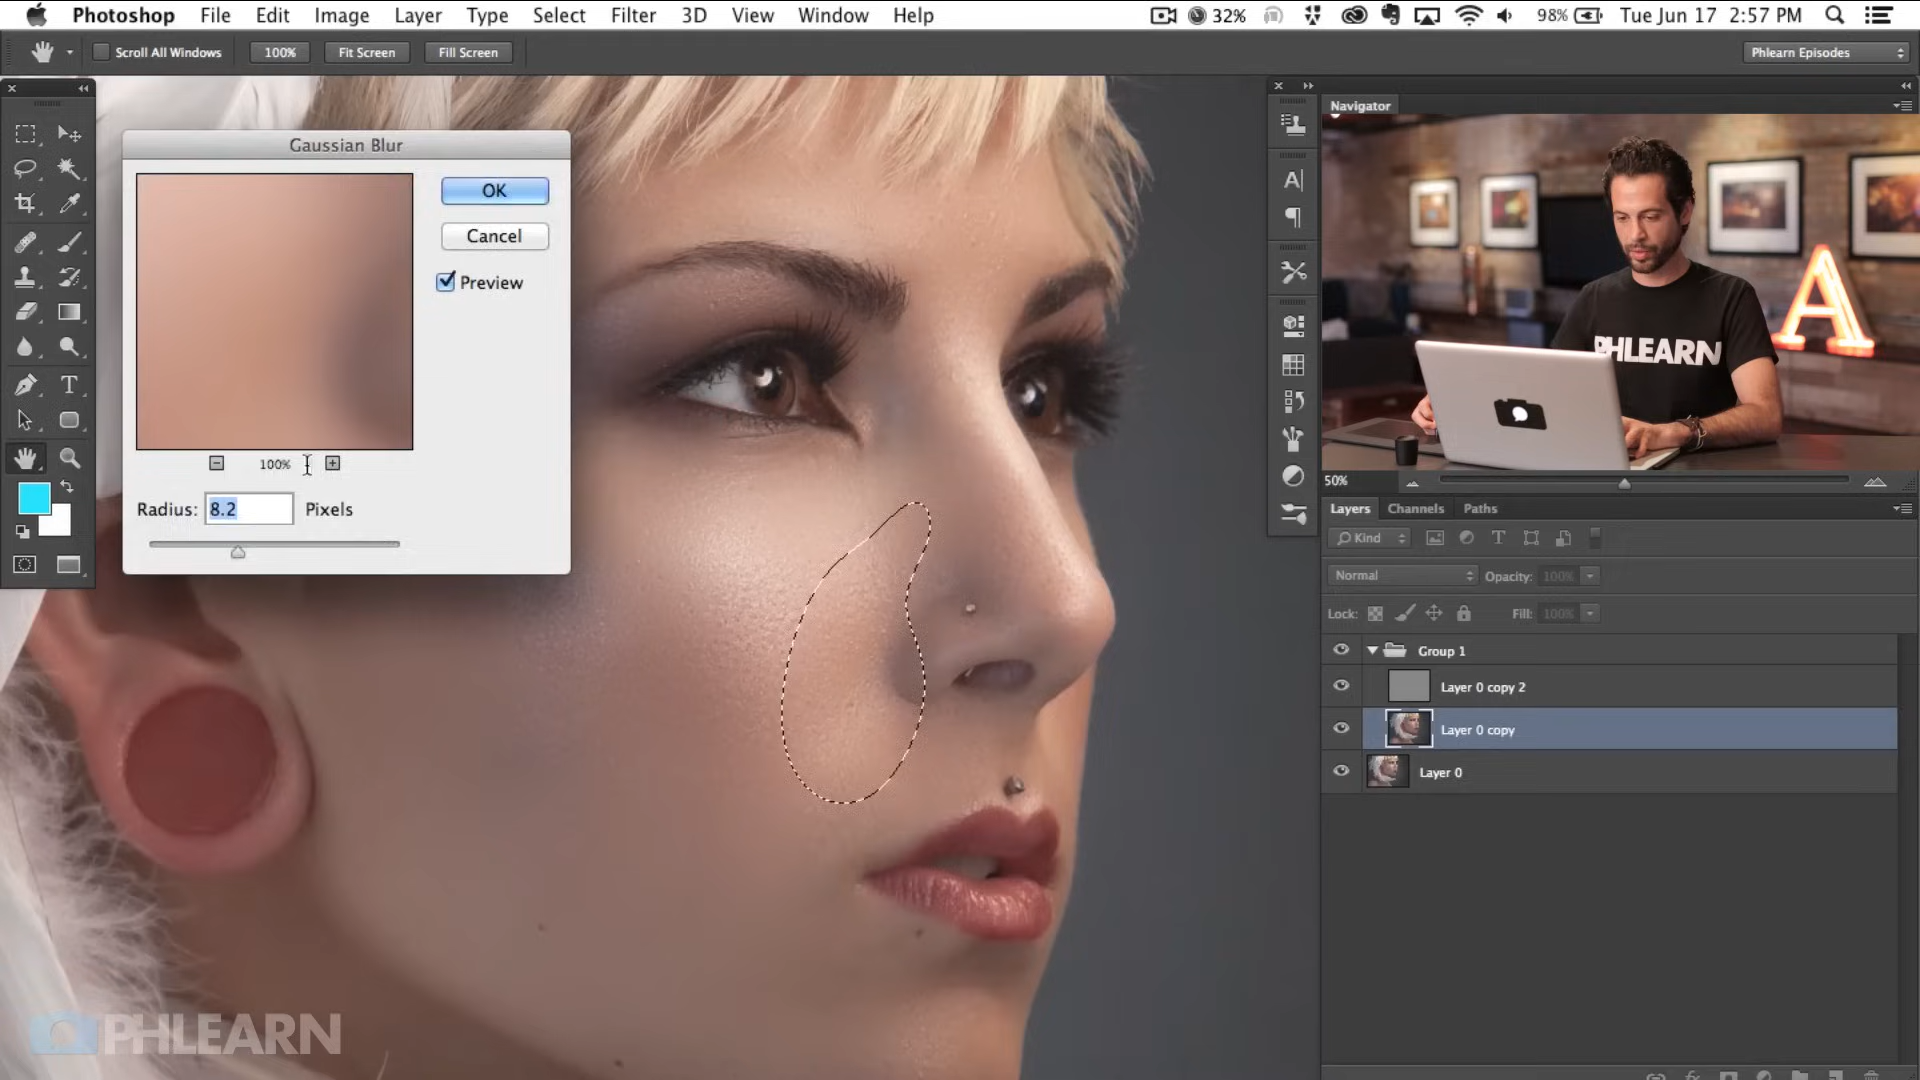 Photoshop File Edit Image Layer Type Select Filter 3D View Window Help 32% 98% Tue Jun 17 2:57 PM
Scroll All Windows 100% Fit Screen Fill Screen Phlearn Episodes
Gaussian Blur
OK
Cancel
Preview
100%
Radius: 8.2 Pixels
T
A
Navigator
PHLEARN
A
50%
Layers Channels Paths
Kind T
Normal Opacity: 100%
Lock: Fill: 100%
Group 1
Layer 0 copy 2
Layer 0 copy
Layer 0
fx
PHLEARN